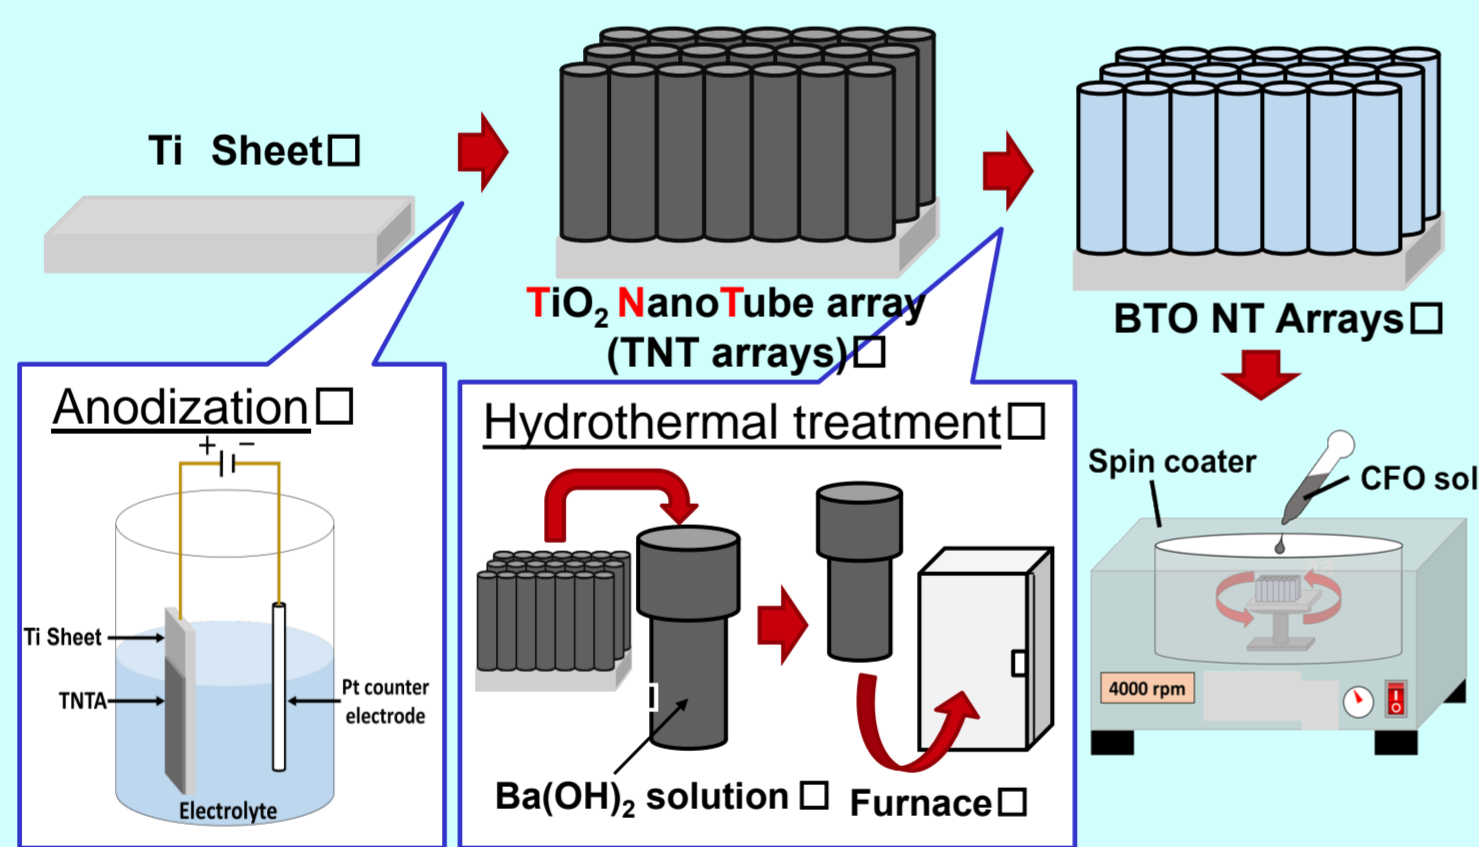 Ti Sheet□
TiO₂ NanoTube array
(TNT arrays)□
BTO NT Arrays□
Anodization□
+ −
Ti Sheet
TNTA
Pt counter
electrode
Electrolyte
Hydrothermal treatment□
Ba(OH)₂ solution □
Furnace□
Spin coater
CFO sol
4000 rpm